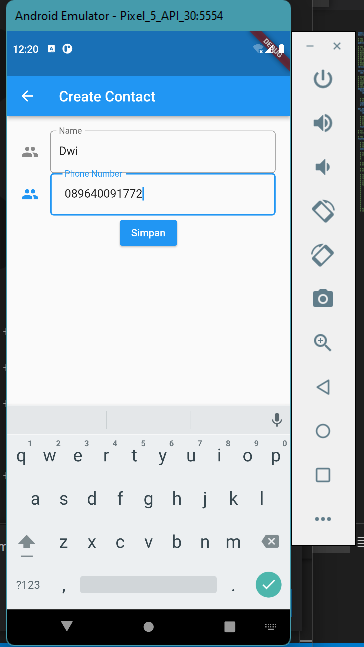 Android Emulator - Pixel_5_API_30:5554
12:20
DEBUG
Create Contact
Name
Dwi
Phone Number
089640091772
Simpan
1 2 3 4 5 6 7 8 9 0
q w e r t y u i o p
a s d f g h j k l
z x c v b n m
?123 , .